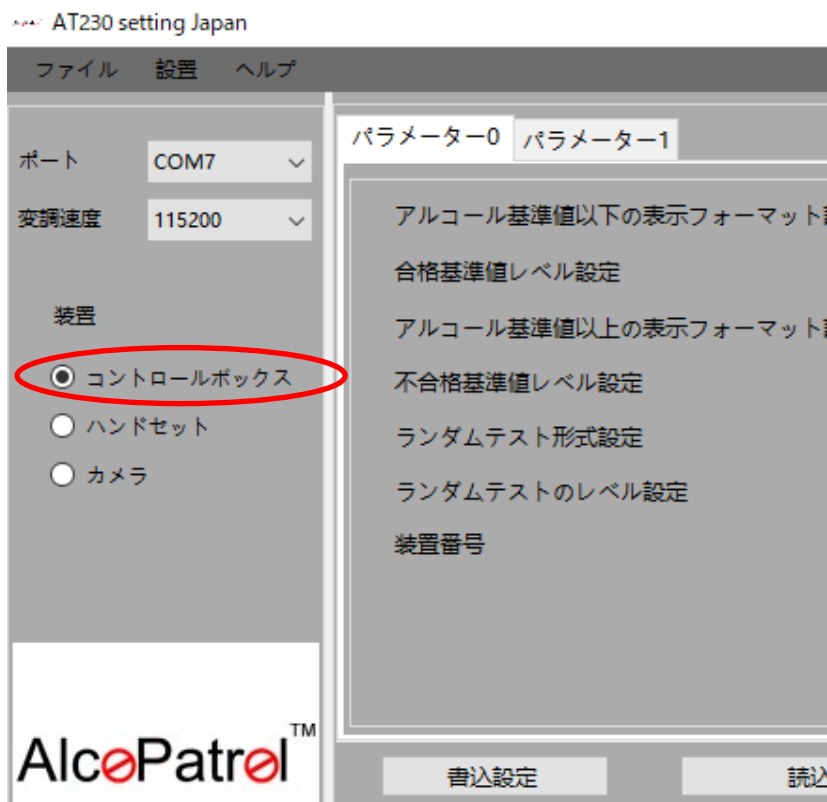 AT230 setting Japan
ファイル 設置 ヘルプ
ポート COM7
変調速度 115200
装置
コントロールボックス
ハンドセット
カメラ
AlcoPatrol™
パラメーター0 パラメーター1
アルコール基準値以下の表示フォーマット
合格基準値レベル設定
アルコール基準値以上の表示フォーマット
不合格基準値レベル設定
ランダムテスト形式設定
ランダムテストのレベル設定
装置番号
書込設定 読込